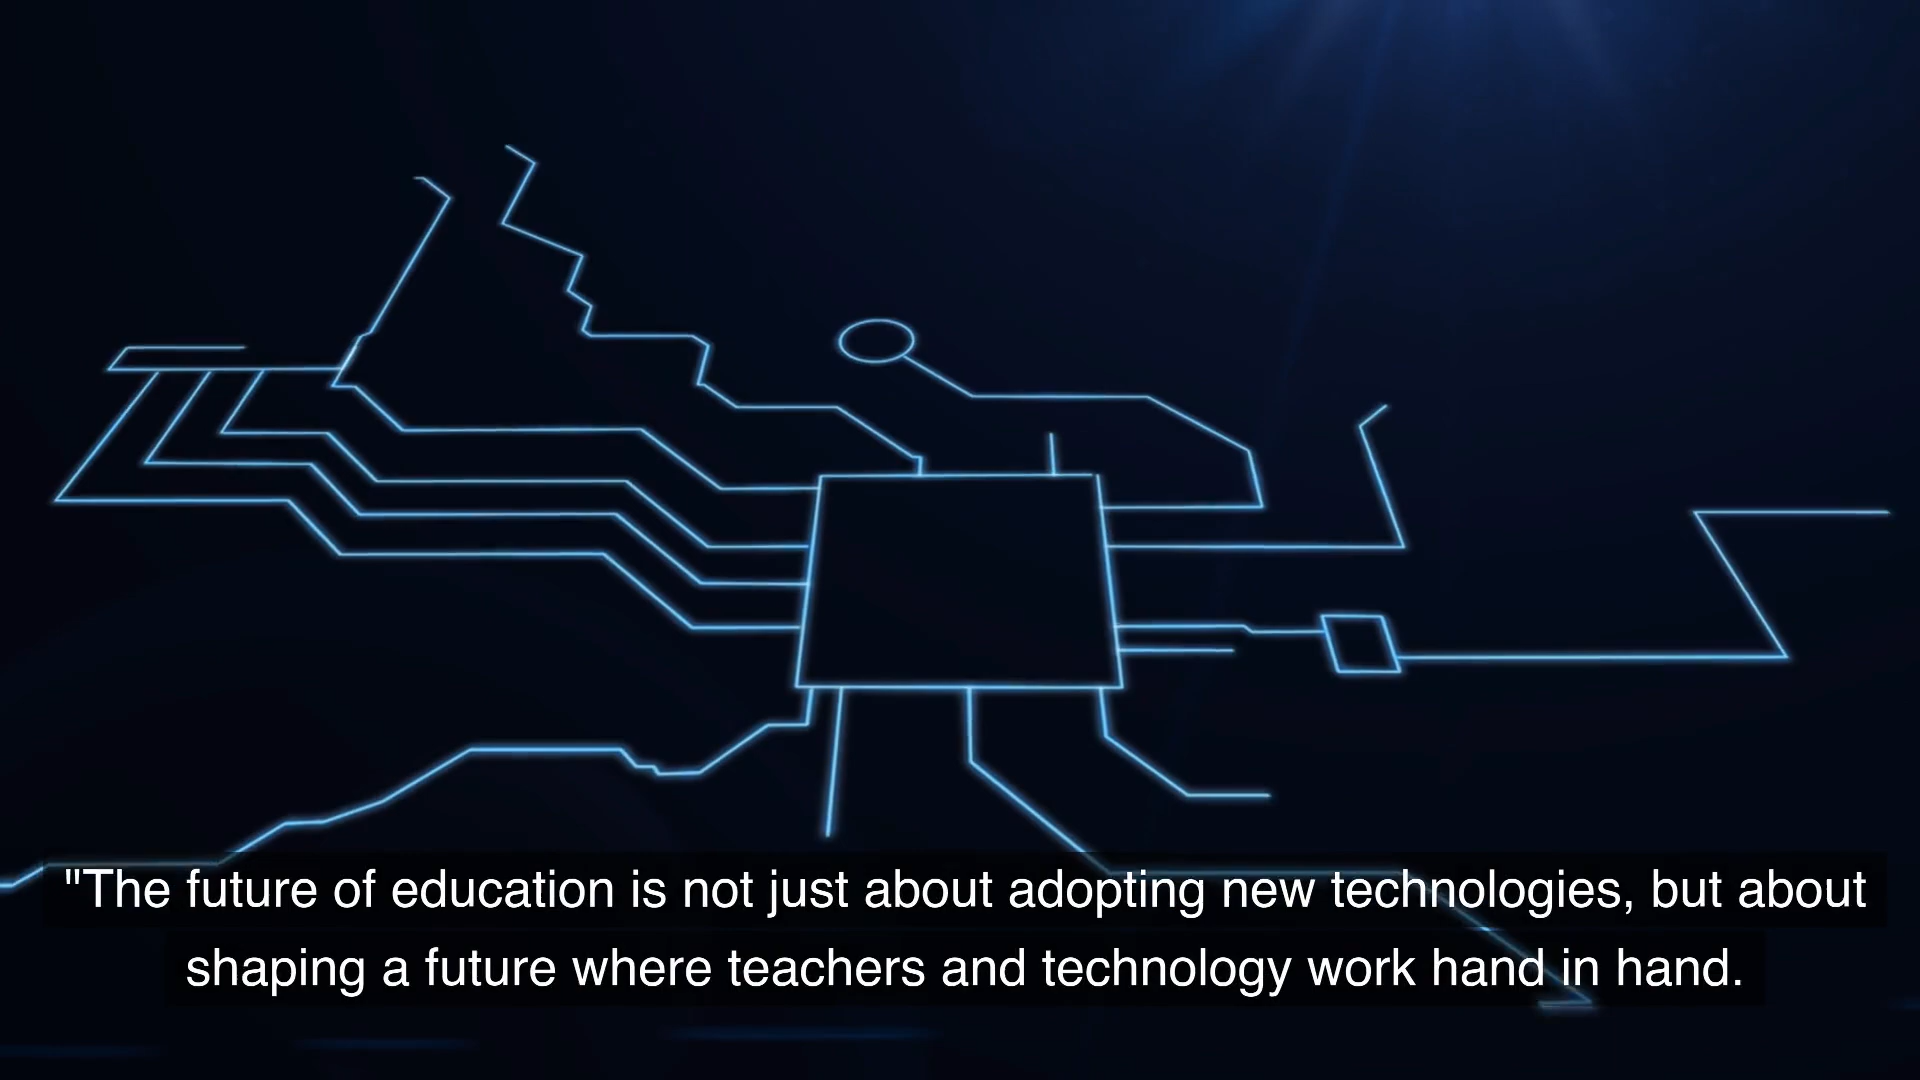 "The future of education is not just about adopting new technologies, but about
shaping a future where teachers and technology work hand in hand.